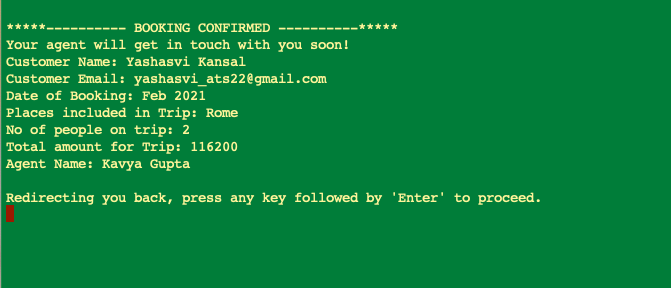 *****---------- BOOKING CONFIRMED ----------*****
Your agent will get in touch with you soon!
Customer Name: Yashasvi Kansal
Customer Email: yashasvi_ats22@gmail.com
Date of Booking: Feb 2021
Places included in Trip: Rome
No of people on trip: 2
Total amount for Trip: 116200
Agent Name: Kavya Gupta
Redirecting you back, press any key followed by 'Enter' to proceed.